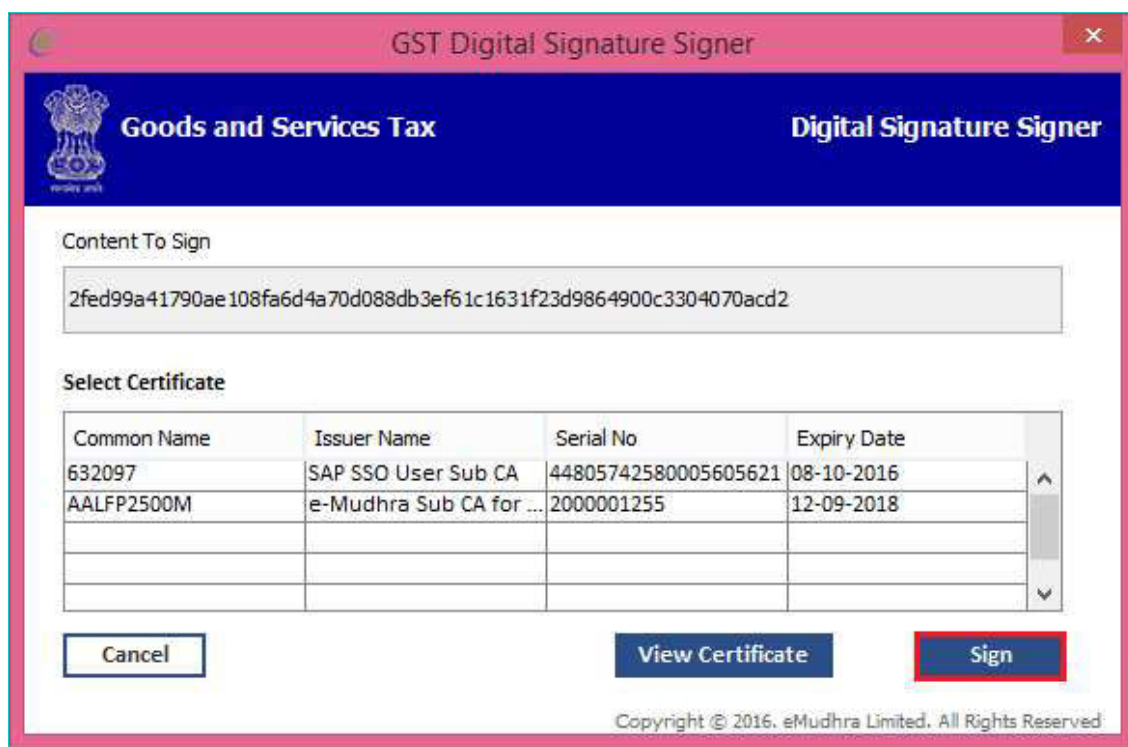 GST Digital Signature Signer
Goods and Services Tax
Digital Signature Signer
Content To Sign
2fed99a41790ae108fa6d4a70d088db3ef61c1631f23d9864900c3304070acd2
Select Certificate
Common Name Issuer Name Serial No Expiry Date
632097 SAP SSO User Sub CA 44805742580005605621 08-10-2016
AALFP2500M e-Mudhra Sub CA for ... 2000001255 12-09-2018
Cancel View Certificate Sign
Copyright © 2016. eMudhra Limited. All Rights Reserved